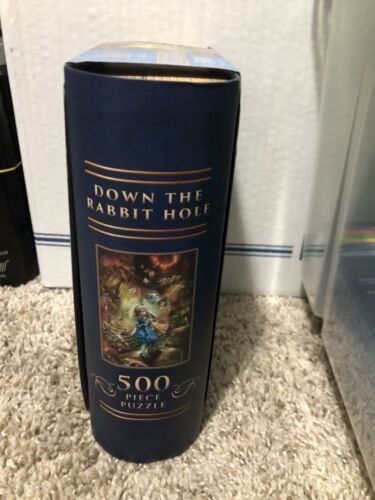 DOWN THE
RABBIT HOLE
500
PIECE
PUZZLE